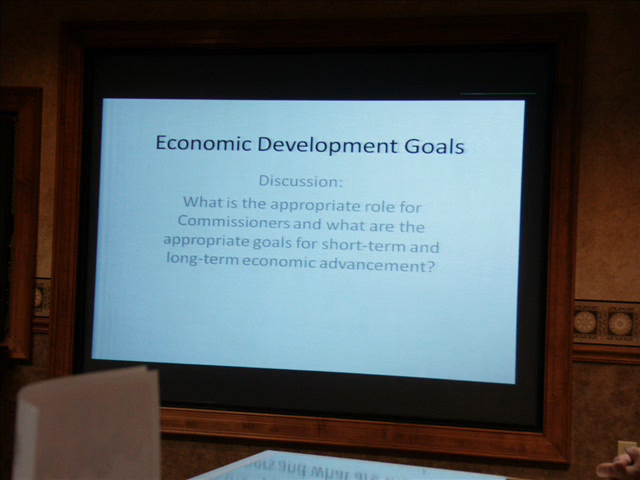 Economic Development Goals
Discussion:
What is the appropriate role for
Commissioners and what are the
appropriate goals for short-term and
long-term economic advancement?